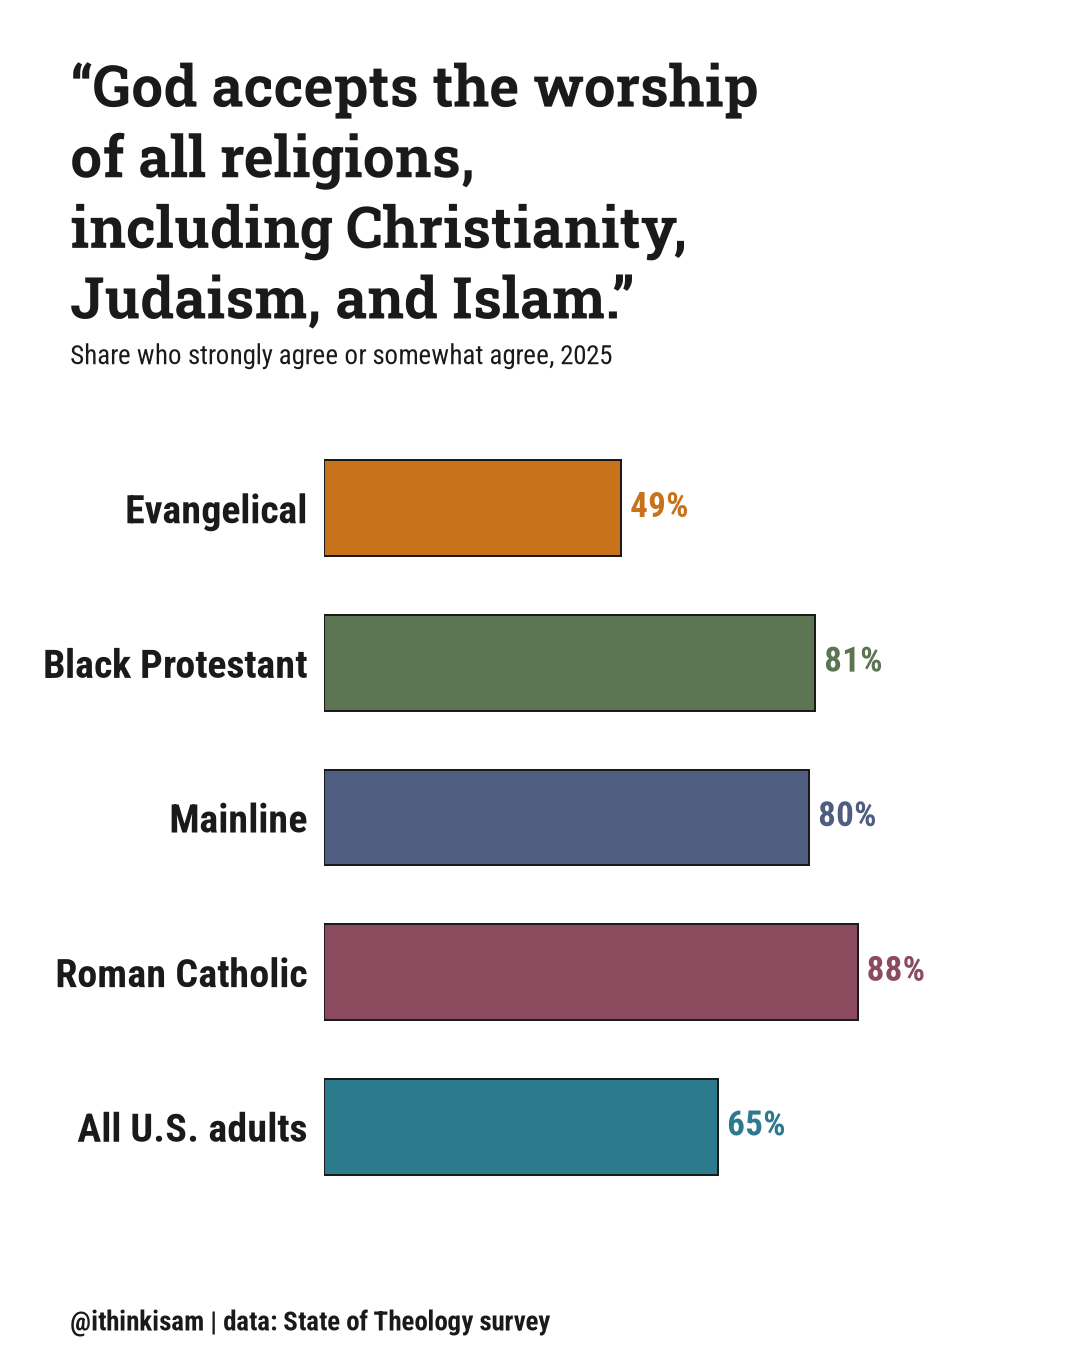 “God accepts the worship
of all religions,
including Christianity,
Judaism, and Islam.”
Share who strongly agree or somewhat agree, 2025
Evangelical 49%
Black Protestant 81%
Mainline 80%
Roman Catholic 88%
All U.S. adults 65%
@ithinkisam | data: State of Theology survey